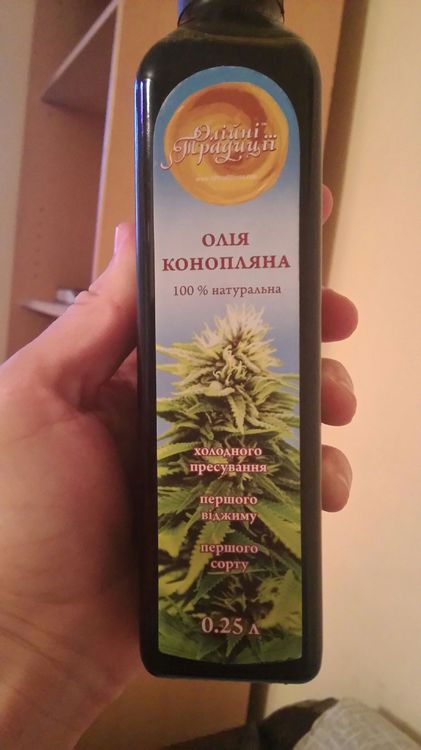 Олійні
Традиції...
ОЛІЯ
КОНОПЛЯНА
100 % натуральна
холодного
пресування
першого
віджиму
першого
сорту
0.25 л